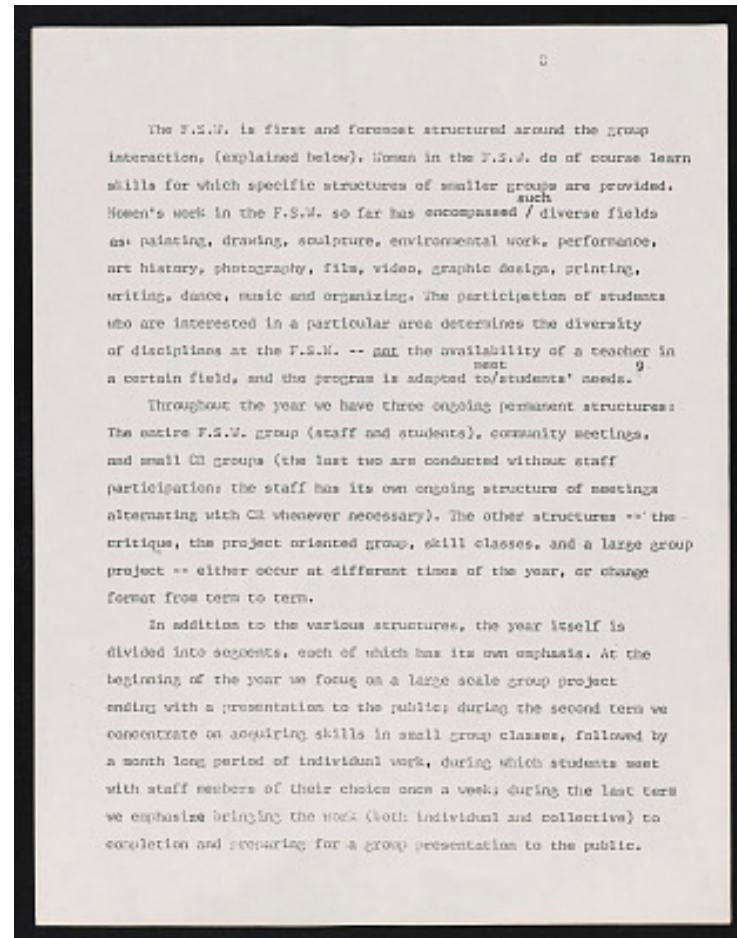 8
The F.S.W. is first and foremost structured around the group
interaction, (explained below). Women in the F.S.W. do of course learn
skills for which specific structures of smaller groups are provided.
such
Women's work in the F.S.W. so far has encompassed / diverse fields
as: painting, drawing, sculpture, environmental work, performance,
art history, photography, film, video, graphic design, printing,
writing, dance, music and organizing. The participation of students
who are interested in a particular area determines the diversity
of disciplines at the F.S.W. -- not the availability of a teacher in
meet
a certain field, and the program is adapted to/students' needs.
Throughout the year we have three ongoing permanent structures:
The entire F.S.W. group (staff and students), community meetings,
and small CR groups (the last two are conducted without staff
participation: the staff has its own ongoing structure of meetings
alternating with CR whenever necessary). The other structures -- the
critique, the project oriented group, skill classes, and a large group
project -- either occur at different times of the year, or change
format from term to term.
In addition to the various structures, the year itself is
divided into segments, each of which has its own emphasis. At the
beginning of the year we focus on a large scale group project
ending with a presentation to the public; during the second term we
concentrate on acquiring skills in small group classes, followed by
a month long period of individual work, during which students meet
with staff members of their choice once a week; during the last term
we emphasize bringing the work (both individual and collective) to
completion and preparing for a group presentation to the public.